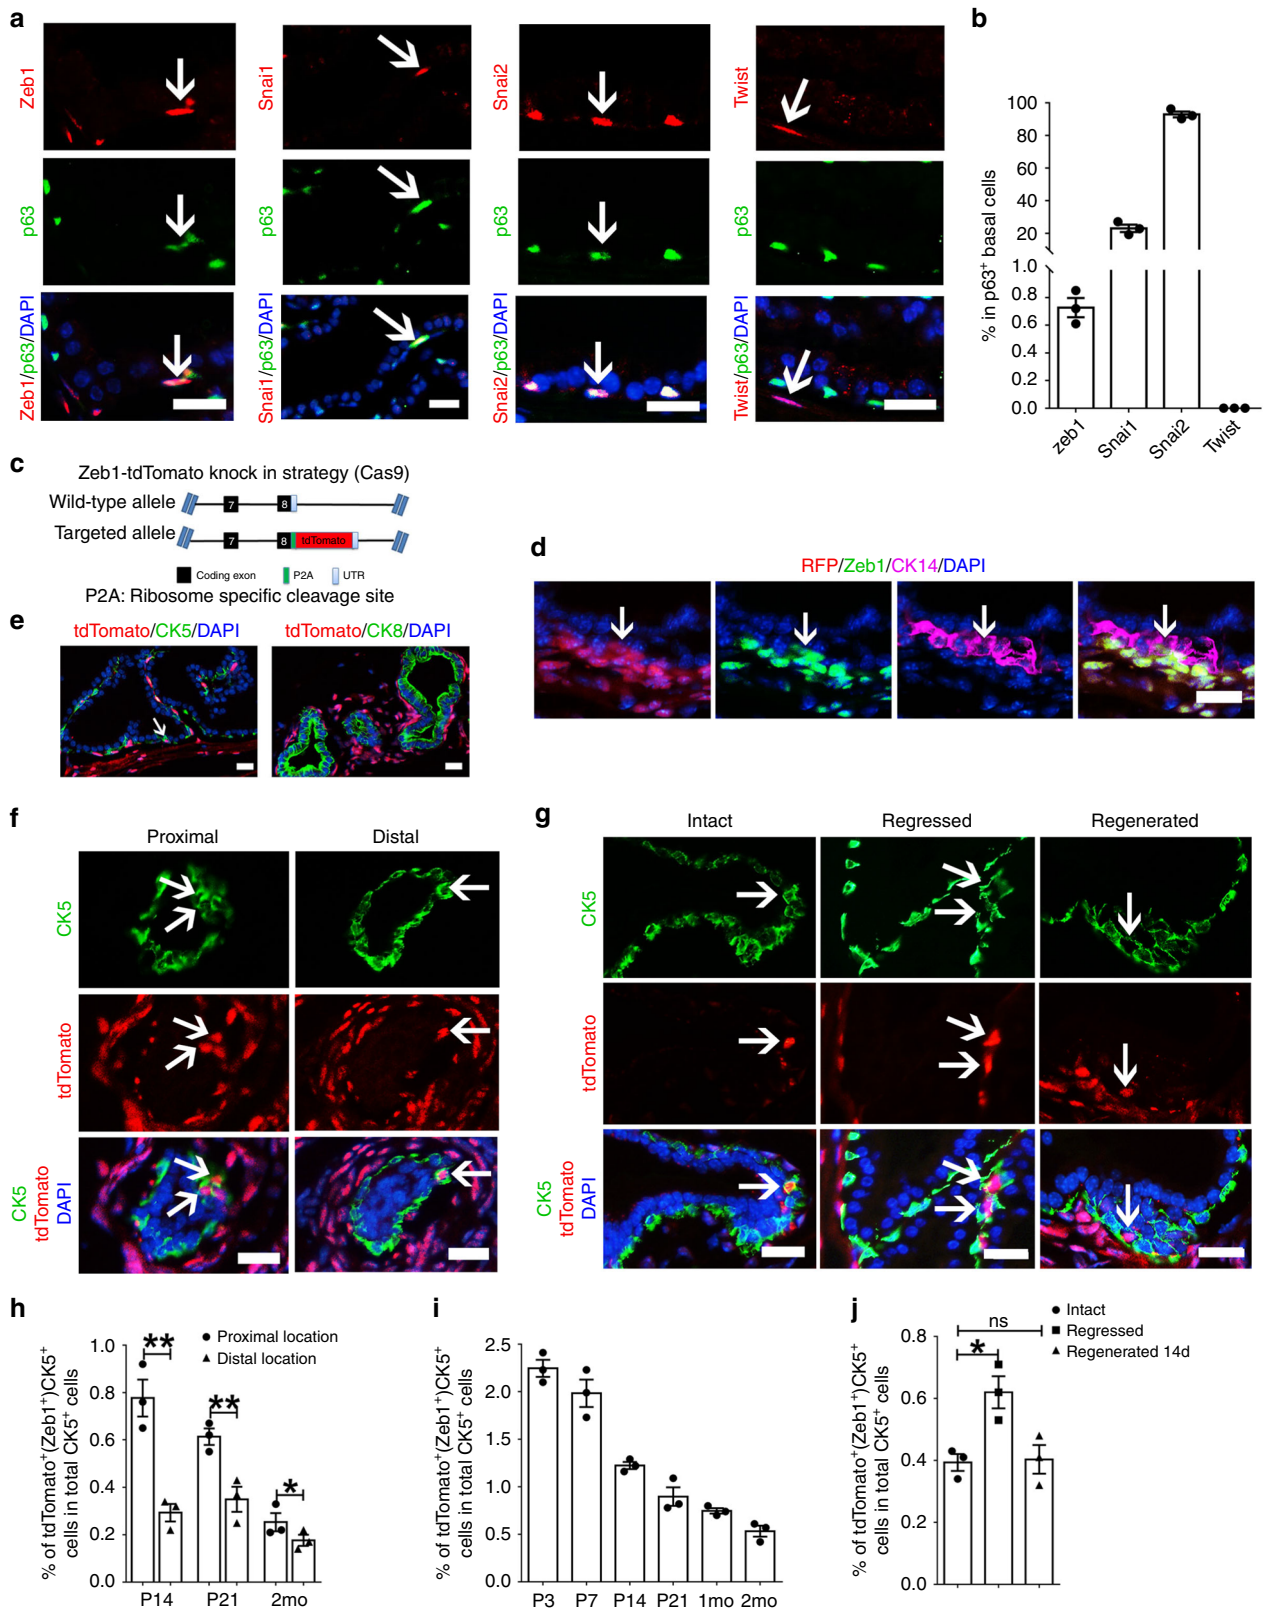 a
Zeb1
p63
Zeb1/p63/DAPI
Snai1
p63
Snai1/p63/DAPI
Snai2
p63
Snai2/p63/DAPI
Twist
p63
Twist/p63/DAPI
b
% in p63⁺ basal cells
100
80
60
40
20
1.0
0.8
0.6
0.4
0.2
0.0
zeb1
Snai1
Snai2
Twist
c
Zeb1-tdTomato knock in strategy (Cas9)
Wild-type allele
7
8
Targeted allele
7
8
tdTomato
Coding exon
P2A
UTR
P2A: Ribosome specific cleavage site
d
RFP/Zeb1/CK14/DAPI
e
tdTomato/CK5/DAPI
tdTomato/CK8/DAPI
f
Proximal
Distal
CK5
tdTomato
CK5
tdTomato
DAPI
g
Intact
Regressed
Regenerated
CK5
tdTomato
CK5
tdTomato
DAPI
h
% of tdTomato⁺(Zeb1⁺)CK5⁺
cells in total CK5⁺ cells
1.0
0.8
0.6
0.4
0.2
0.0
**
**
*
Proximal location
Distal location
P14
P21
2mo
i
% of tdTomato⁺(Zeb1⁺)CK5⁺
cells in total CK5⁺ cells
2.5
2.0
1.5
1.0
0.5
0.0
P3
P7
P14
P21
1mo
2mo
j
% of tdTomato⁺(Zeb1⁺)CK5⁺
cells in total CK5⁺ cells
0.8
0.6
0.4
0.2
0.0
ns
*
Intact
Regressed
Regenerated 14d